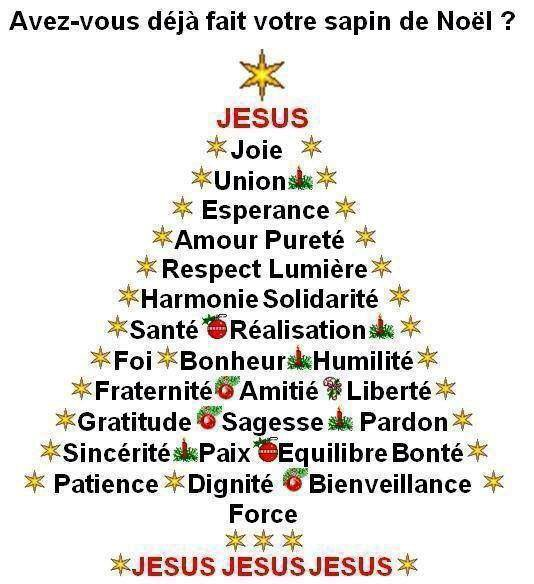 Avez-vous déjà fait votre sapin de Noël ?
JESUS
Joie
Union
Esperance
Amour Pureté
Respect Lumière
Harmonie Solidarité
Santé Réalisation
Foi Bonheur Humilité
Fraternité Amitié Liberté
Gratitude Sagesse Pardon
Sincérité Paix Equilibre Bonté
Patience Dignité Bienveillance
Force
JESUS JESUS JESUS